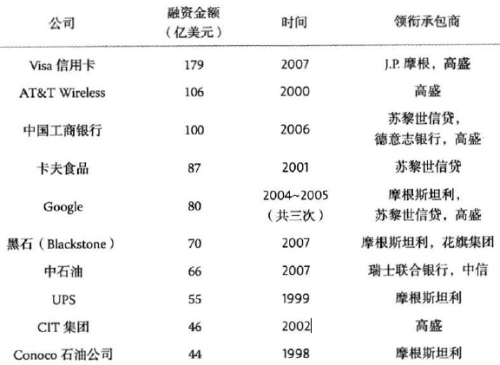 公司 融资金额（亿美元） 时间 领衔承包商
Visa 信用卡 179 2007 J.P. 摩根，高盛
AT&T Wireless 106 2000 高盛
中国工商银行 100 2006 苏黎世信贷，德意志银行，高盛
卡夫食品 87 2001 苏黎世信贷
Google 80 2004~2005（共三次） 摩根斯坦利，苏黎世信贷，高盛
黑石（Blackstone） 70 2007 摩根斯坦利，花旗集团
中石油 66 2007 瑞士联合银行，中信
UPS 55 1999 摩根斯坦利
CIT 集团 46 2002 高盛
Conoco 石油公司 44 1998 摩根斯坦利